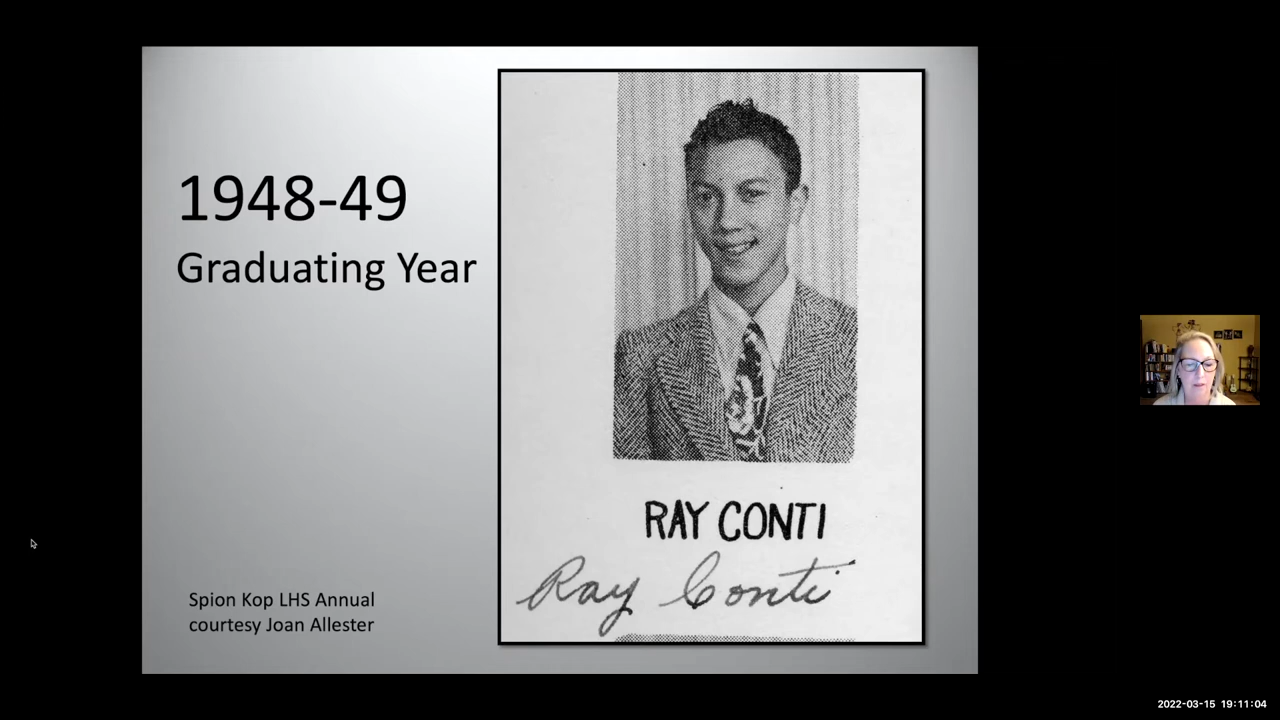 1948-49
Graduating Year
Spion Kop LHS Annual
courtesy Joan Allester
RAY CONTI
Ray Conti
2022-03-15 19:11:04